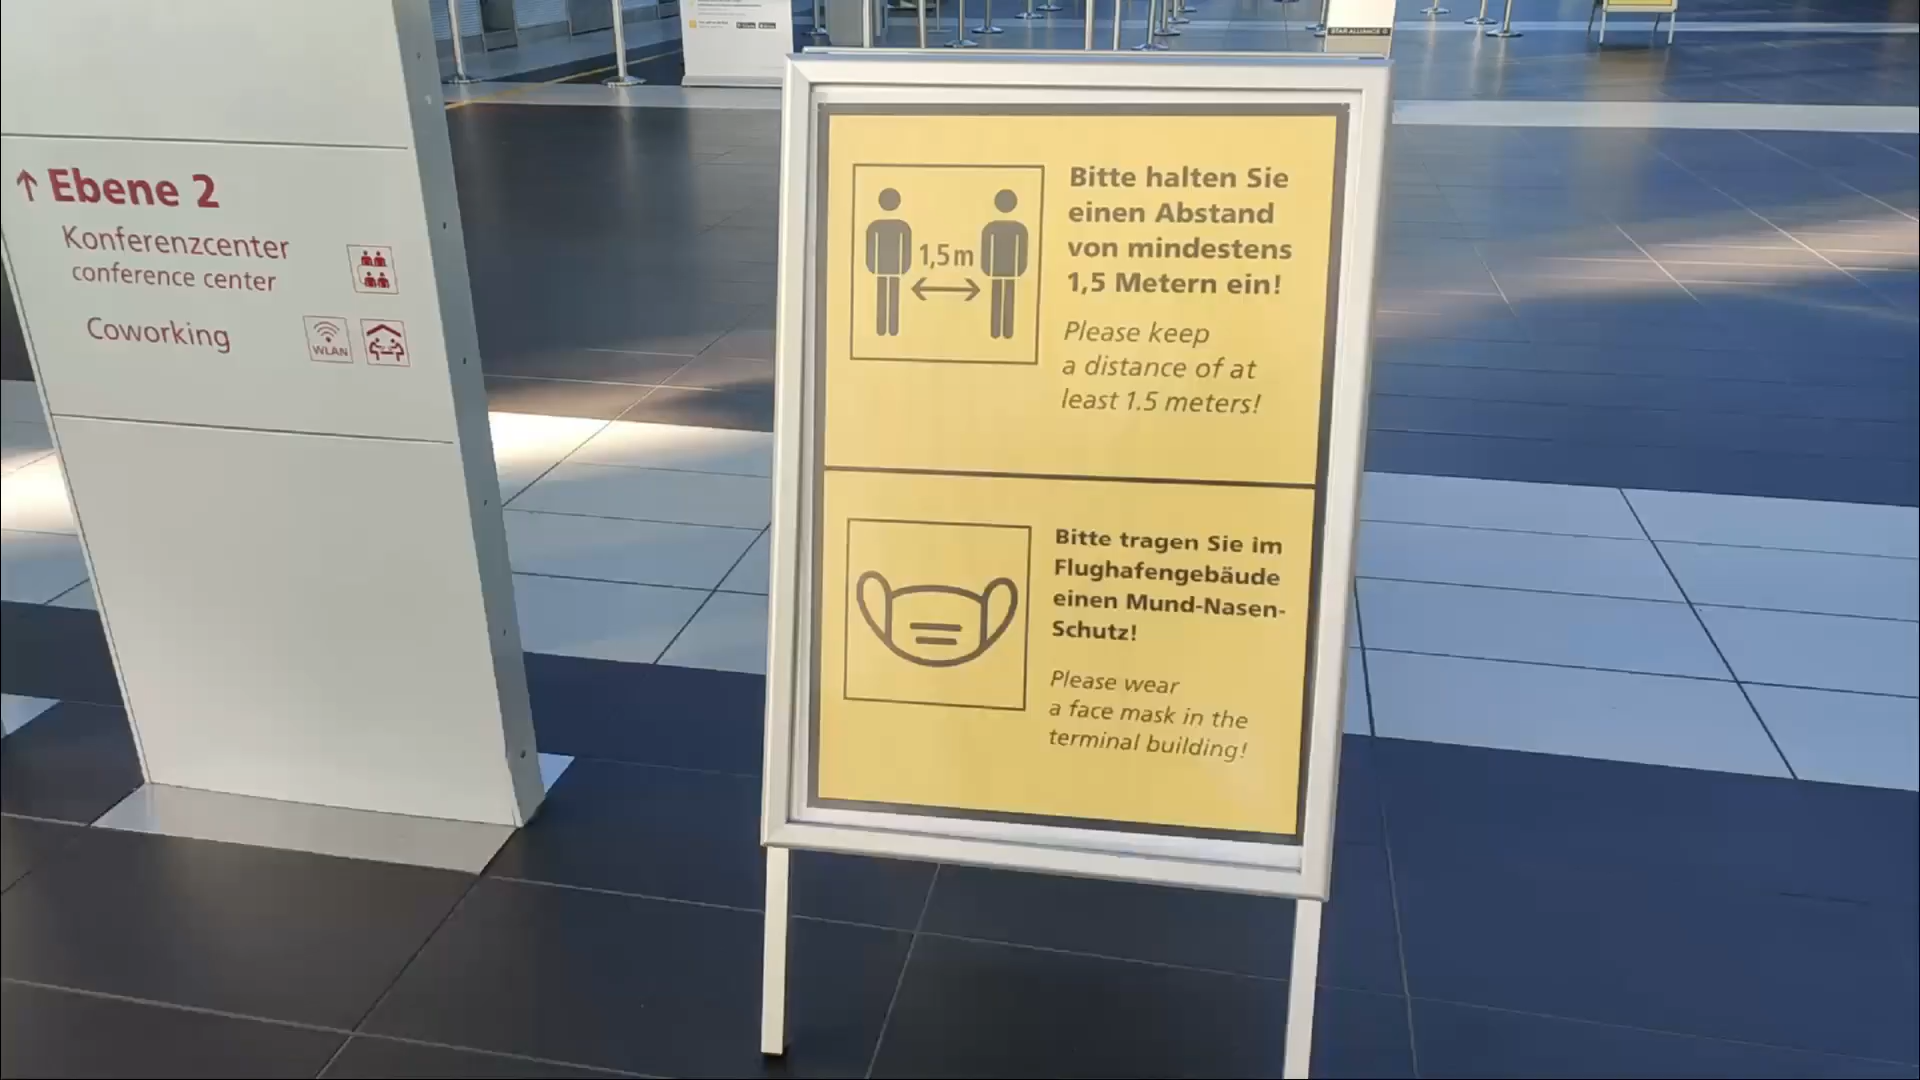 ↑ Ebene 2
Konferenzcenter
conference center
Coworking
WLAN
STAR ALLIANCE
1,5 m
Bitte halten Sie
einen Abstand
von mindestens
1,5 Metern ein!
Please keep
a distance of at
least 1.5 meters!
Bitte tragen Sie im
Flughafengebäude
einen Mund-Nasen-
Schutz!
Please wear
a face mask in the
terminal building!